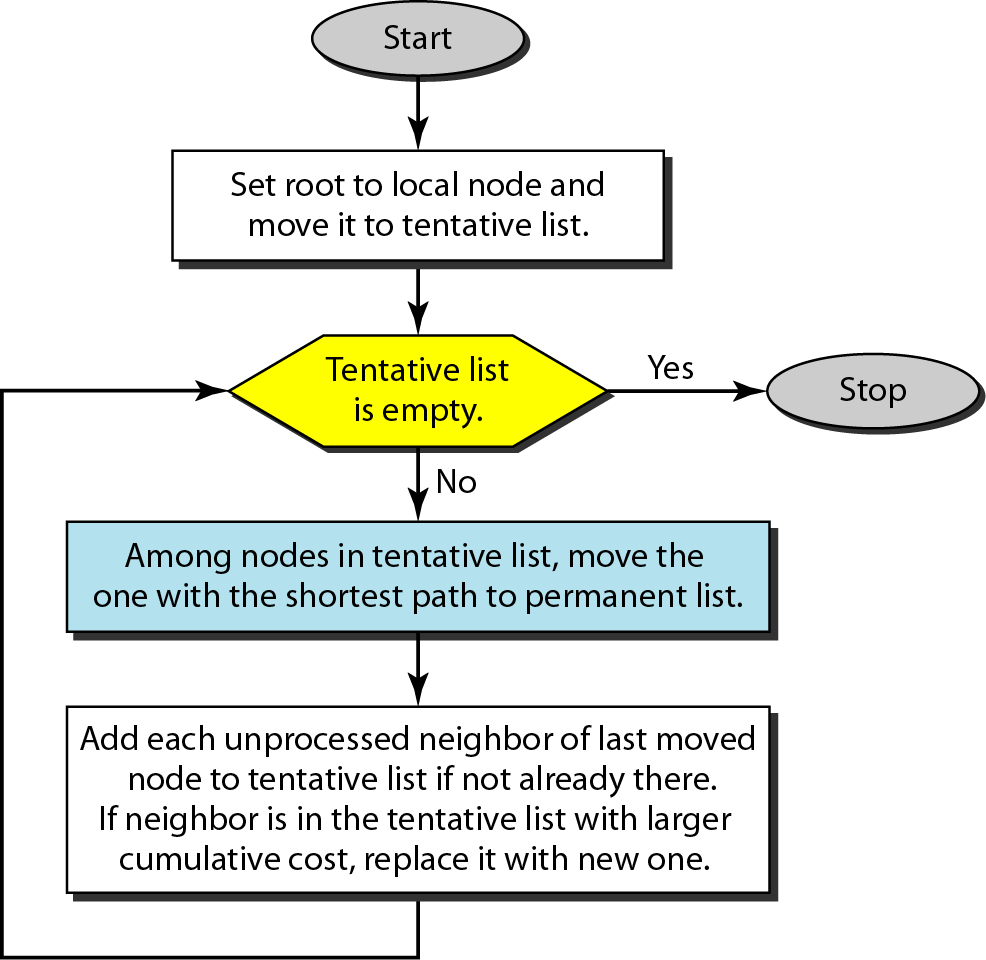 Start
Set root to local node and
move it to tentative list.
Tentative list
is empty.
Yes
Stop
No
Among nodes in tentative list, move the
one with the shortest path to permanent list.
Add each unprocessed neighbor of last moved
node to tentative list if not already there.
If neighbor is in the tentative list with larger
cumulative cost, replace it with new one.